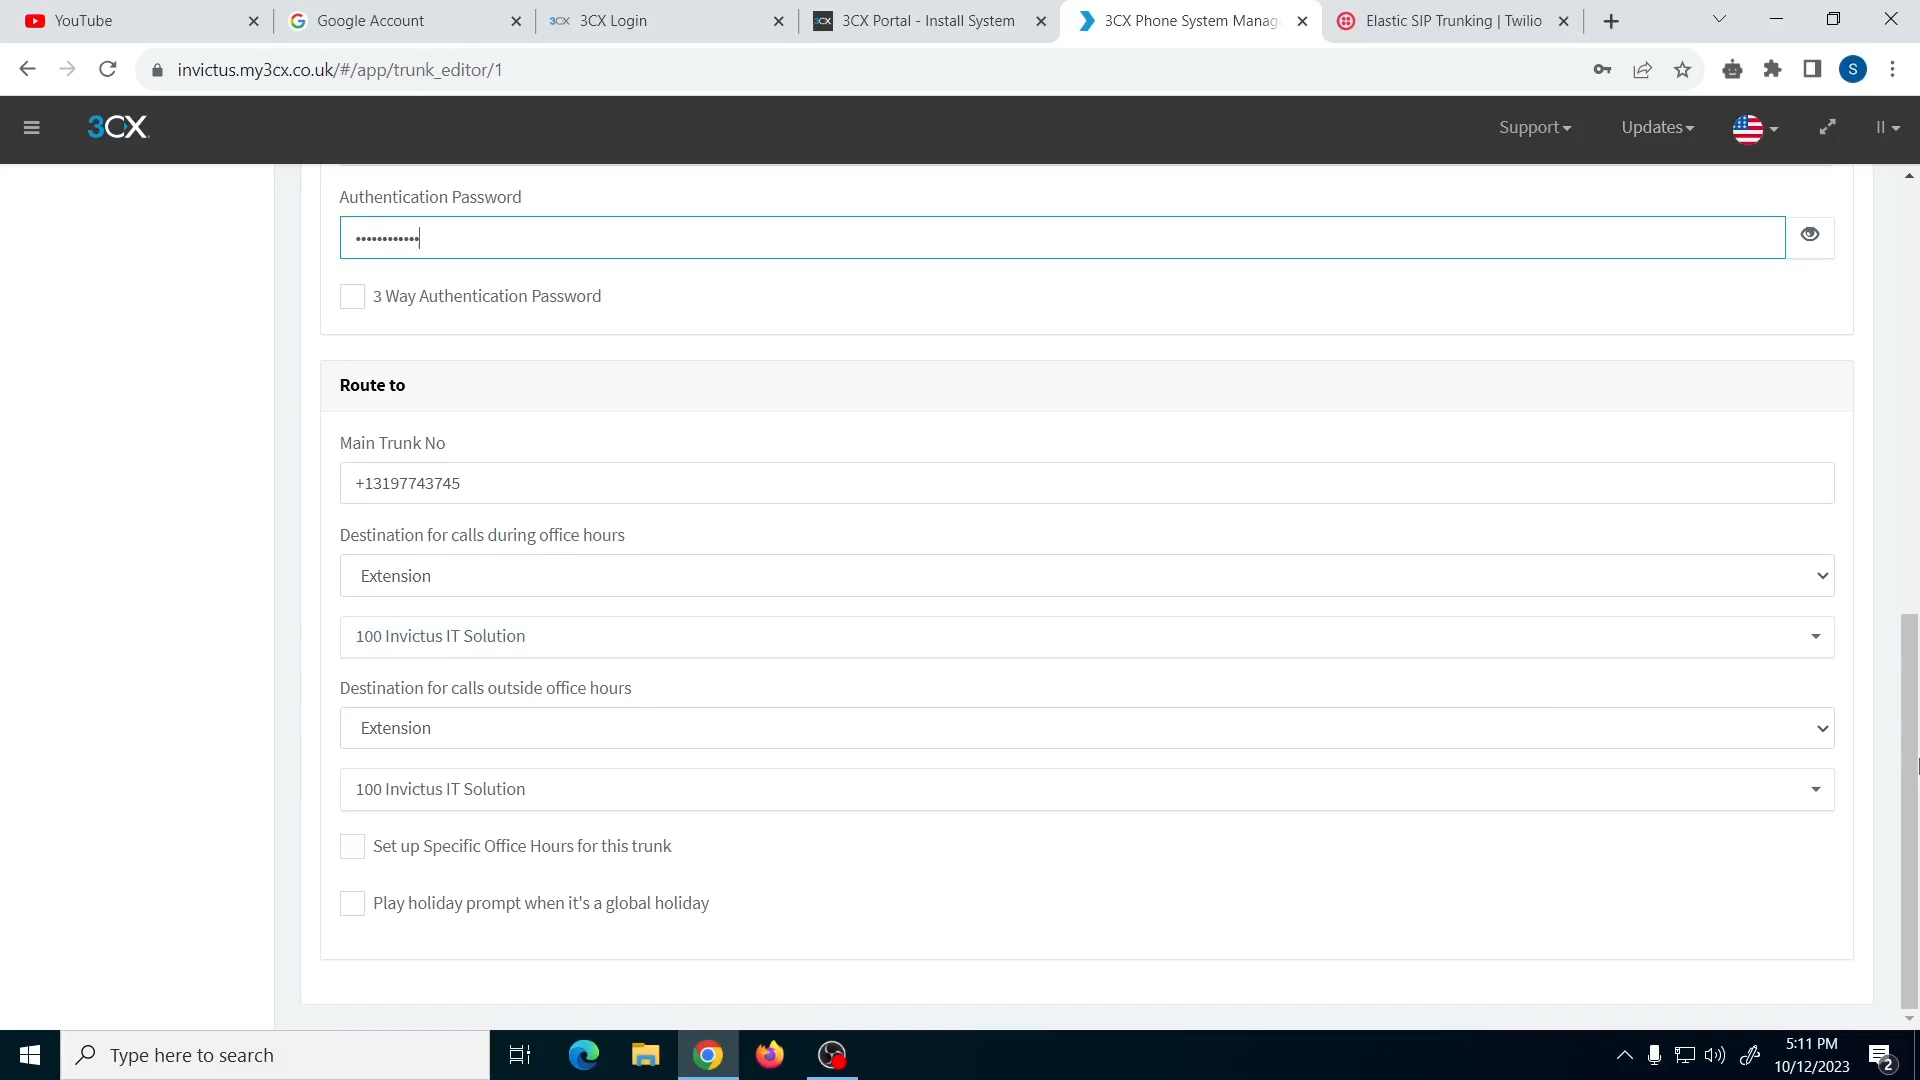 YouTube
Google Account
3CX
3CX Login
3CX
3CX Portal - Install System
3CX Phone System Manag
Elastic SIP Trunking | Twilio
invictus.my3cx.co.uk/#/app/trunk_editor/1
S
3CX
Support
Updates
II
Authentication Password
••••••••••••
3 Way Authentication Password
Route to
Main Trunk No
+13197743745
Destination for calls during office hours
Extension
100 Invictus IT Solution
Destination for calls outside office hours
Extension
100 Invictus IT Solution
Set up Specific Office Hours for this trunk
Play holiday prompt when it's a global holiday
Type here to search
5:11 PM
10/12/2023
2